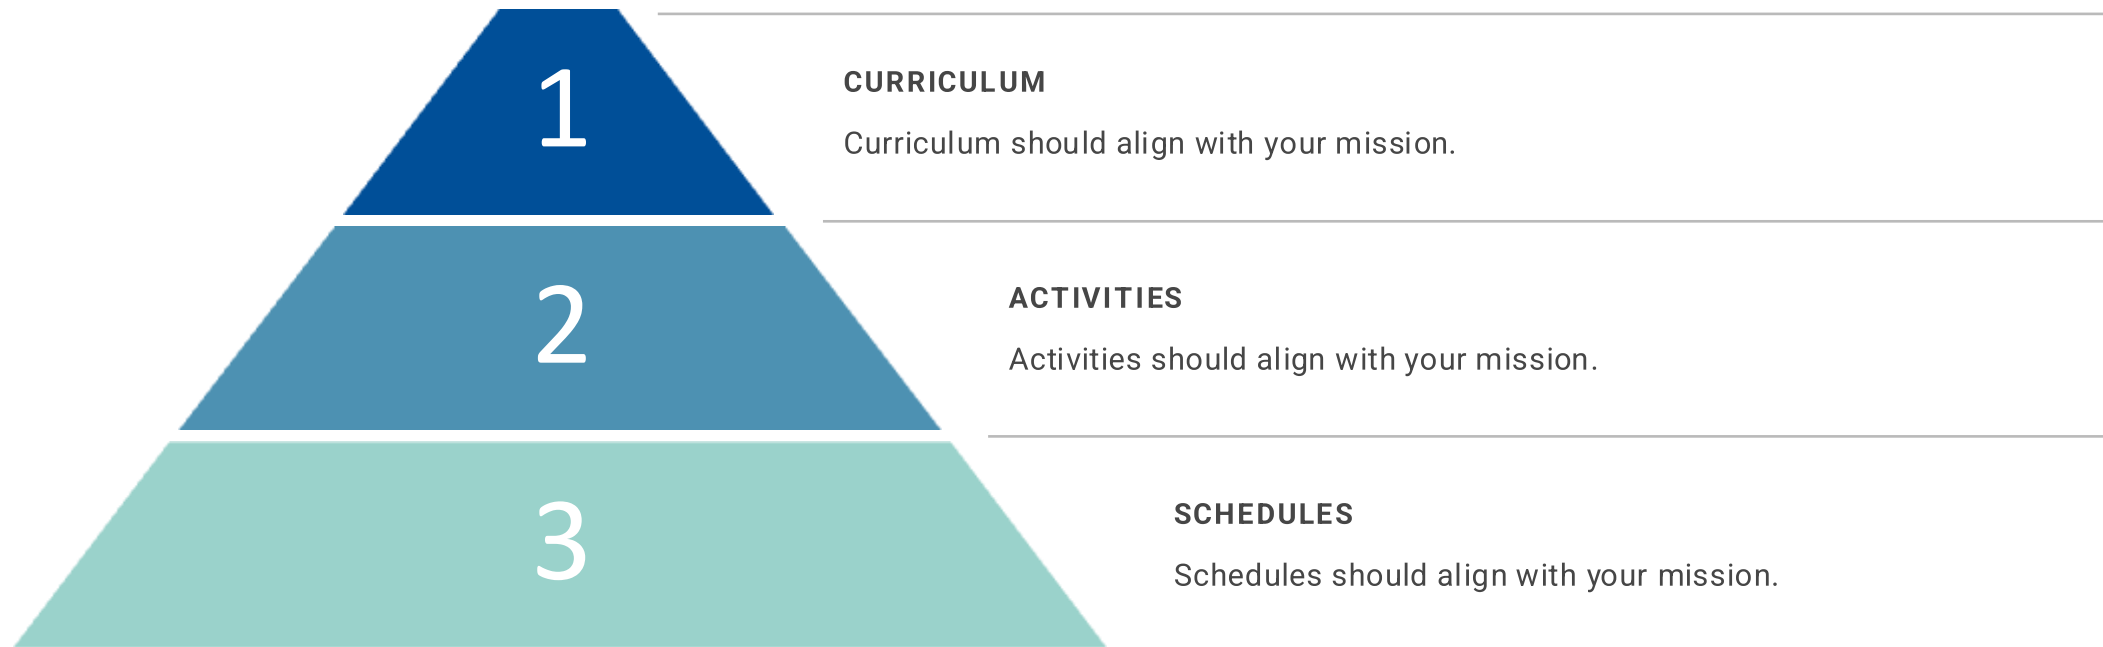 1
CURRICULUM
Curriculum should align with your mission.
2
ACTIVITIES
Activities should align with your mission.
3
SCHEDULES
Schedules should align with your mission.